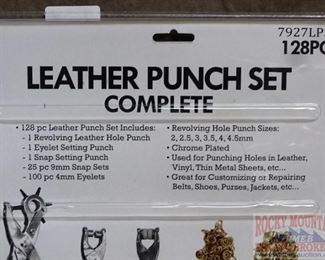 7927LP
128PC
LEATHER PUNCH SET
COMPLETE
• 128 pc Leather Punch Set Includes:
- 1 Revolving Leather Hole Punch
- 1 Eyelet Setting Punch
- 1 Snap Setting Punch
- 25 pc 9mm Snap Sets
- 100 pc 4mm Eyelets
• Revolving Hole Punch Sizes:
2, 2.5, 3, 3.5, 4, 4.5mm
• Chrome Plated
• Used for Punching Holes in Leather,
Vinyl, Thin Metal Sheets, etc...
• Great for Customizing or Repairing
Belts, Shoes, Purses, Jackets, etc...
ROCKY MOUNTA